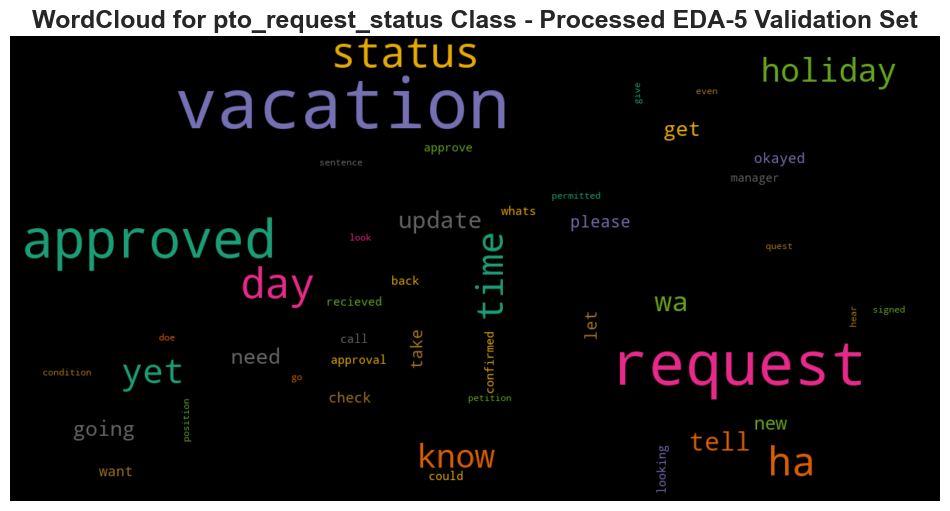 WordCloud for pto_request_status Class - Processed EDA-5 Validation Set
status
holiday
vacation
give
even
get
approve
okayed
sentence
manager
permitted
whats
update
please
approved
look
quest
time
day
back
recieved
wa
hear
signed
let
doe
call
need
approval
take
confirmed
request
yet
condition
go
check
petition
position
going
new
tell
know
ha
want
could
looking